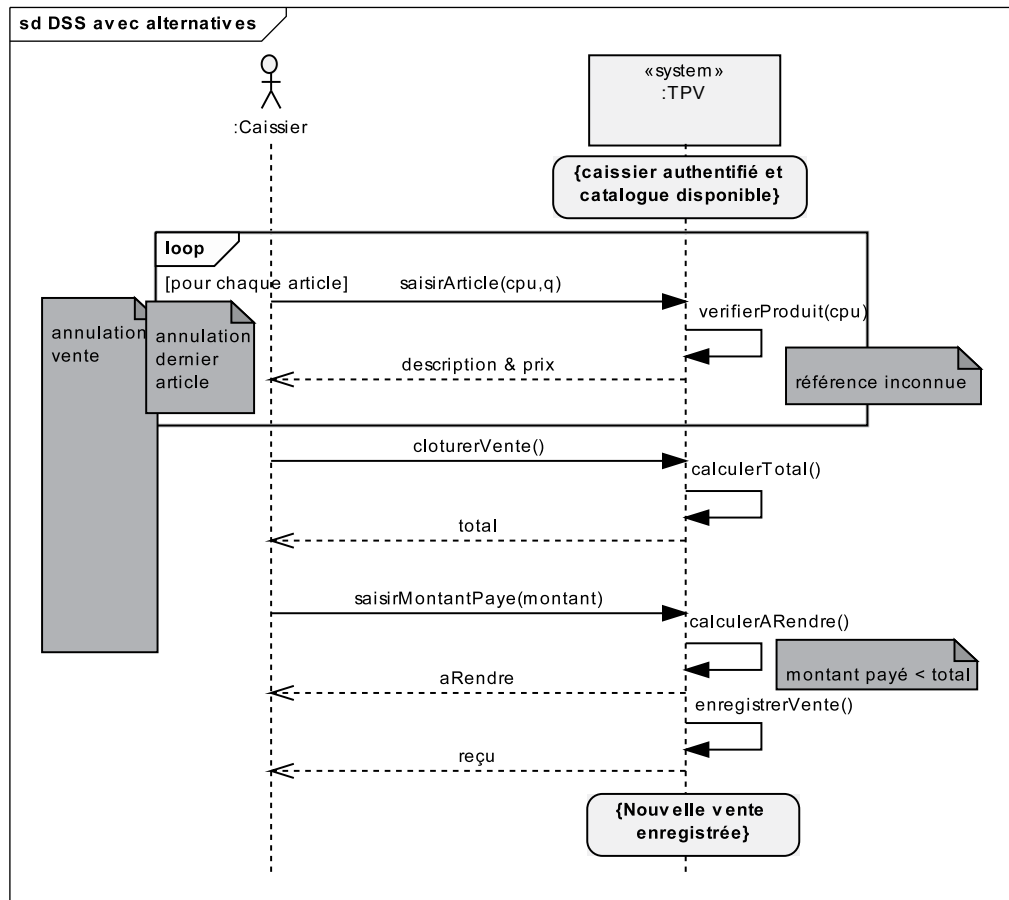 sd DSS avec alternatives
«system»
:TPV
:Caissier
{caissier authentifié et
catalogue disponible}
loop
[pour chaque article]
saisirArticle(cpu,q)
verifierProduit(cpu)
annulation
vente
annulation
dernier
article
description & prix
référence inconnue
cloturerVente()
calculerTotal()
total
saisirMontantPaye(montant)
calculerARendre()
montant payé < total
aRendre
enregistrerVente()
reçu
{Nouvelle vente
enregistrée}